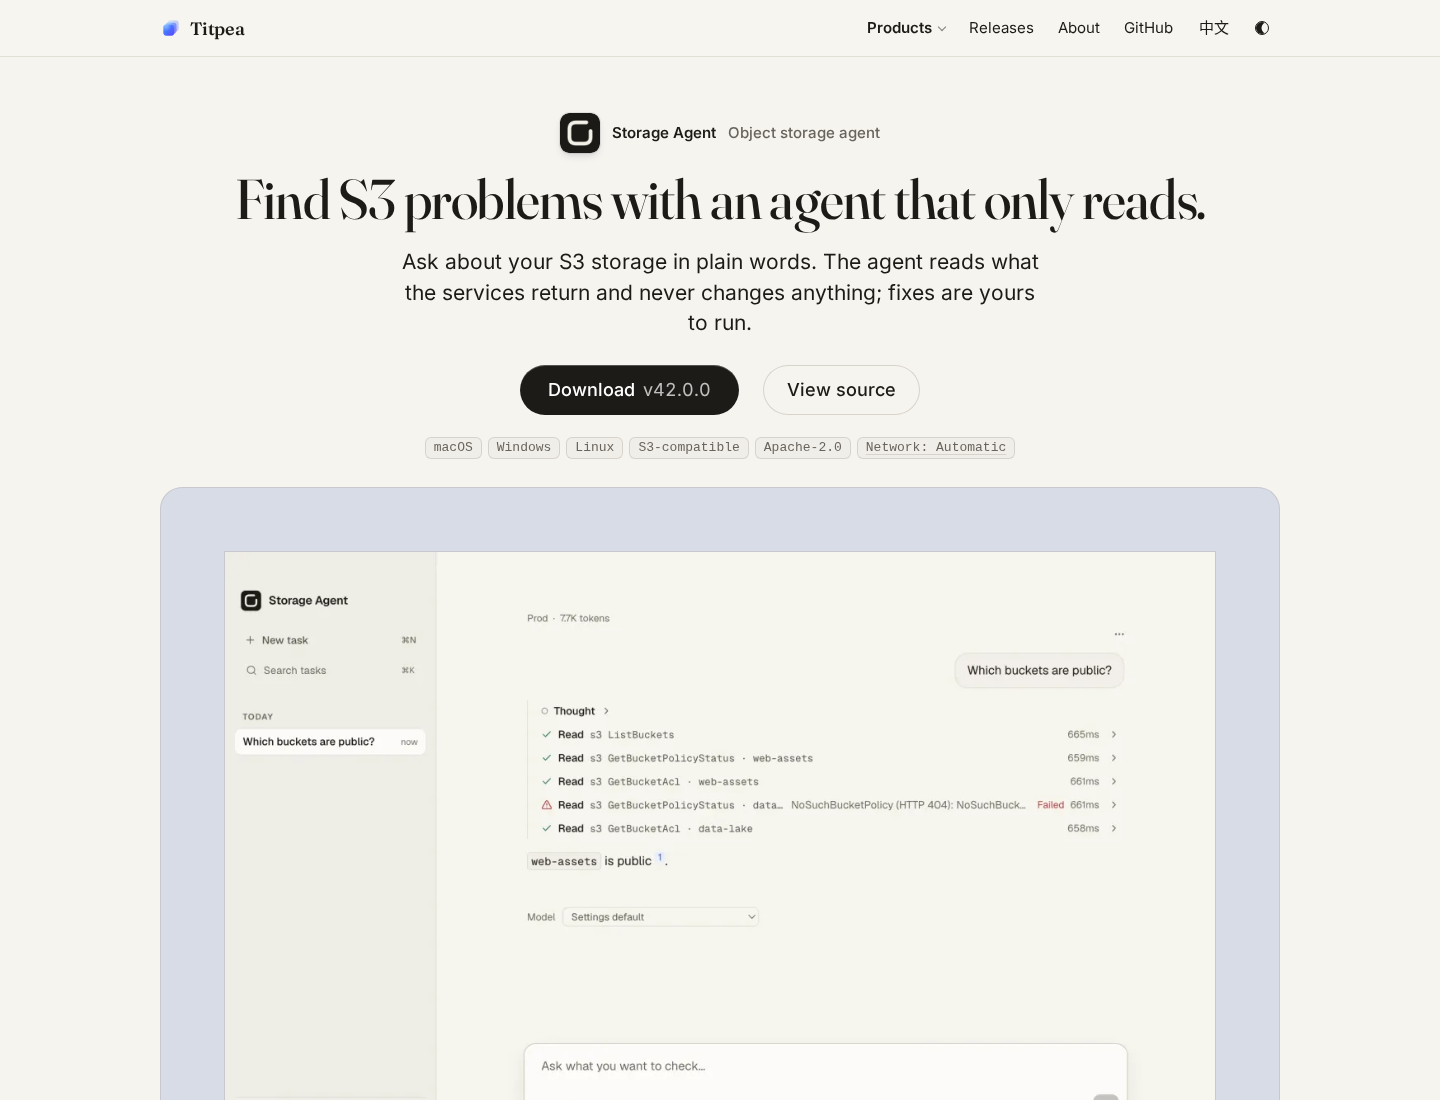 Titpea
Products
Releases
About
GitHub
中文
Storage Agent Object storage agent
Find S3 problems with an agent that only reads.
Ask about your S3 storage in plain words. The agent reads what
the services return and never changes anything; fixes are yours
to run.
Download v42.0.0
View source
macOS
Windows
Linux
S3-compatible
Apache-2.0
Network: Automatic
Storage Agent
New task ⌘N
Search tasks ⌘K
TODAY
Which buckets are public? now
Prod · 7.7K tokens
...
Which buckets are public?
Thought
Read s3 ListBuckets 665ms
Read s3 GetBucketPolicyStatus · web-assets 659ms
Read s3 GetBucketAcl · web-assets 661ms
Read s3 GetBucketPolicyStatus · data… NoSuchBucketPolicy (HTTP 404): NoSuchBuck… Failed 661ms
Read s3 GetBucketAcl · data-lake 658ms
web-assets is public 1.
Model Settings default
Ask what you want to check…